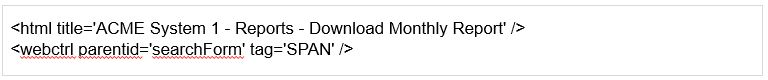 <html title='ACME System 1 - Reports - Download Monthly Report' />
<webctrl parentid='searchForm' tag='SPAN' />